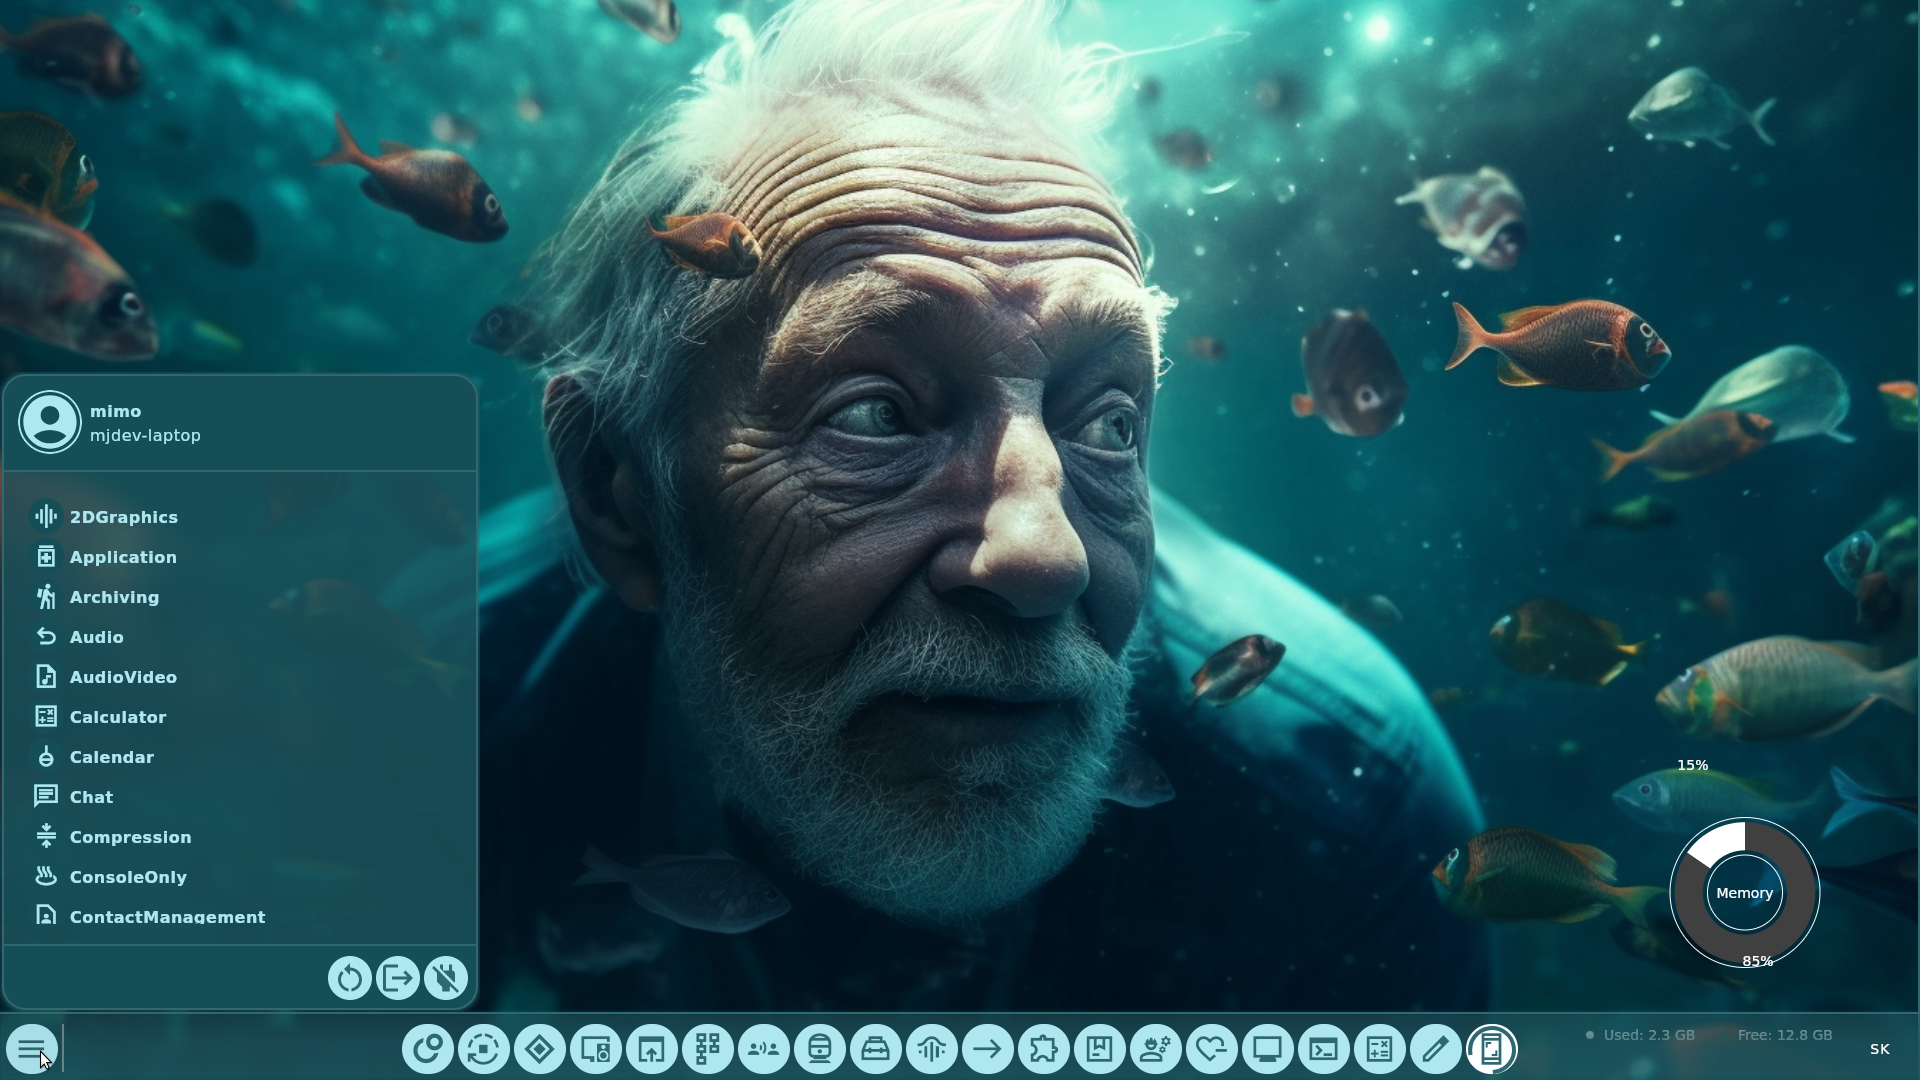 mimo
mjdev-laptop
2DGraphics
Application
Archiving
Audio
AudioVideo
Calculator
Calendar
Chat
Compression
ConsoleOnly
ContactManagement
15%
Memory
85%
Used: 2.3 GB Free: 12.8 GB
SK